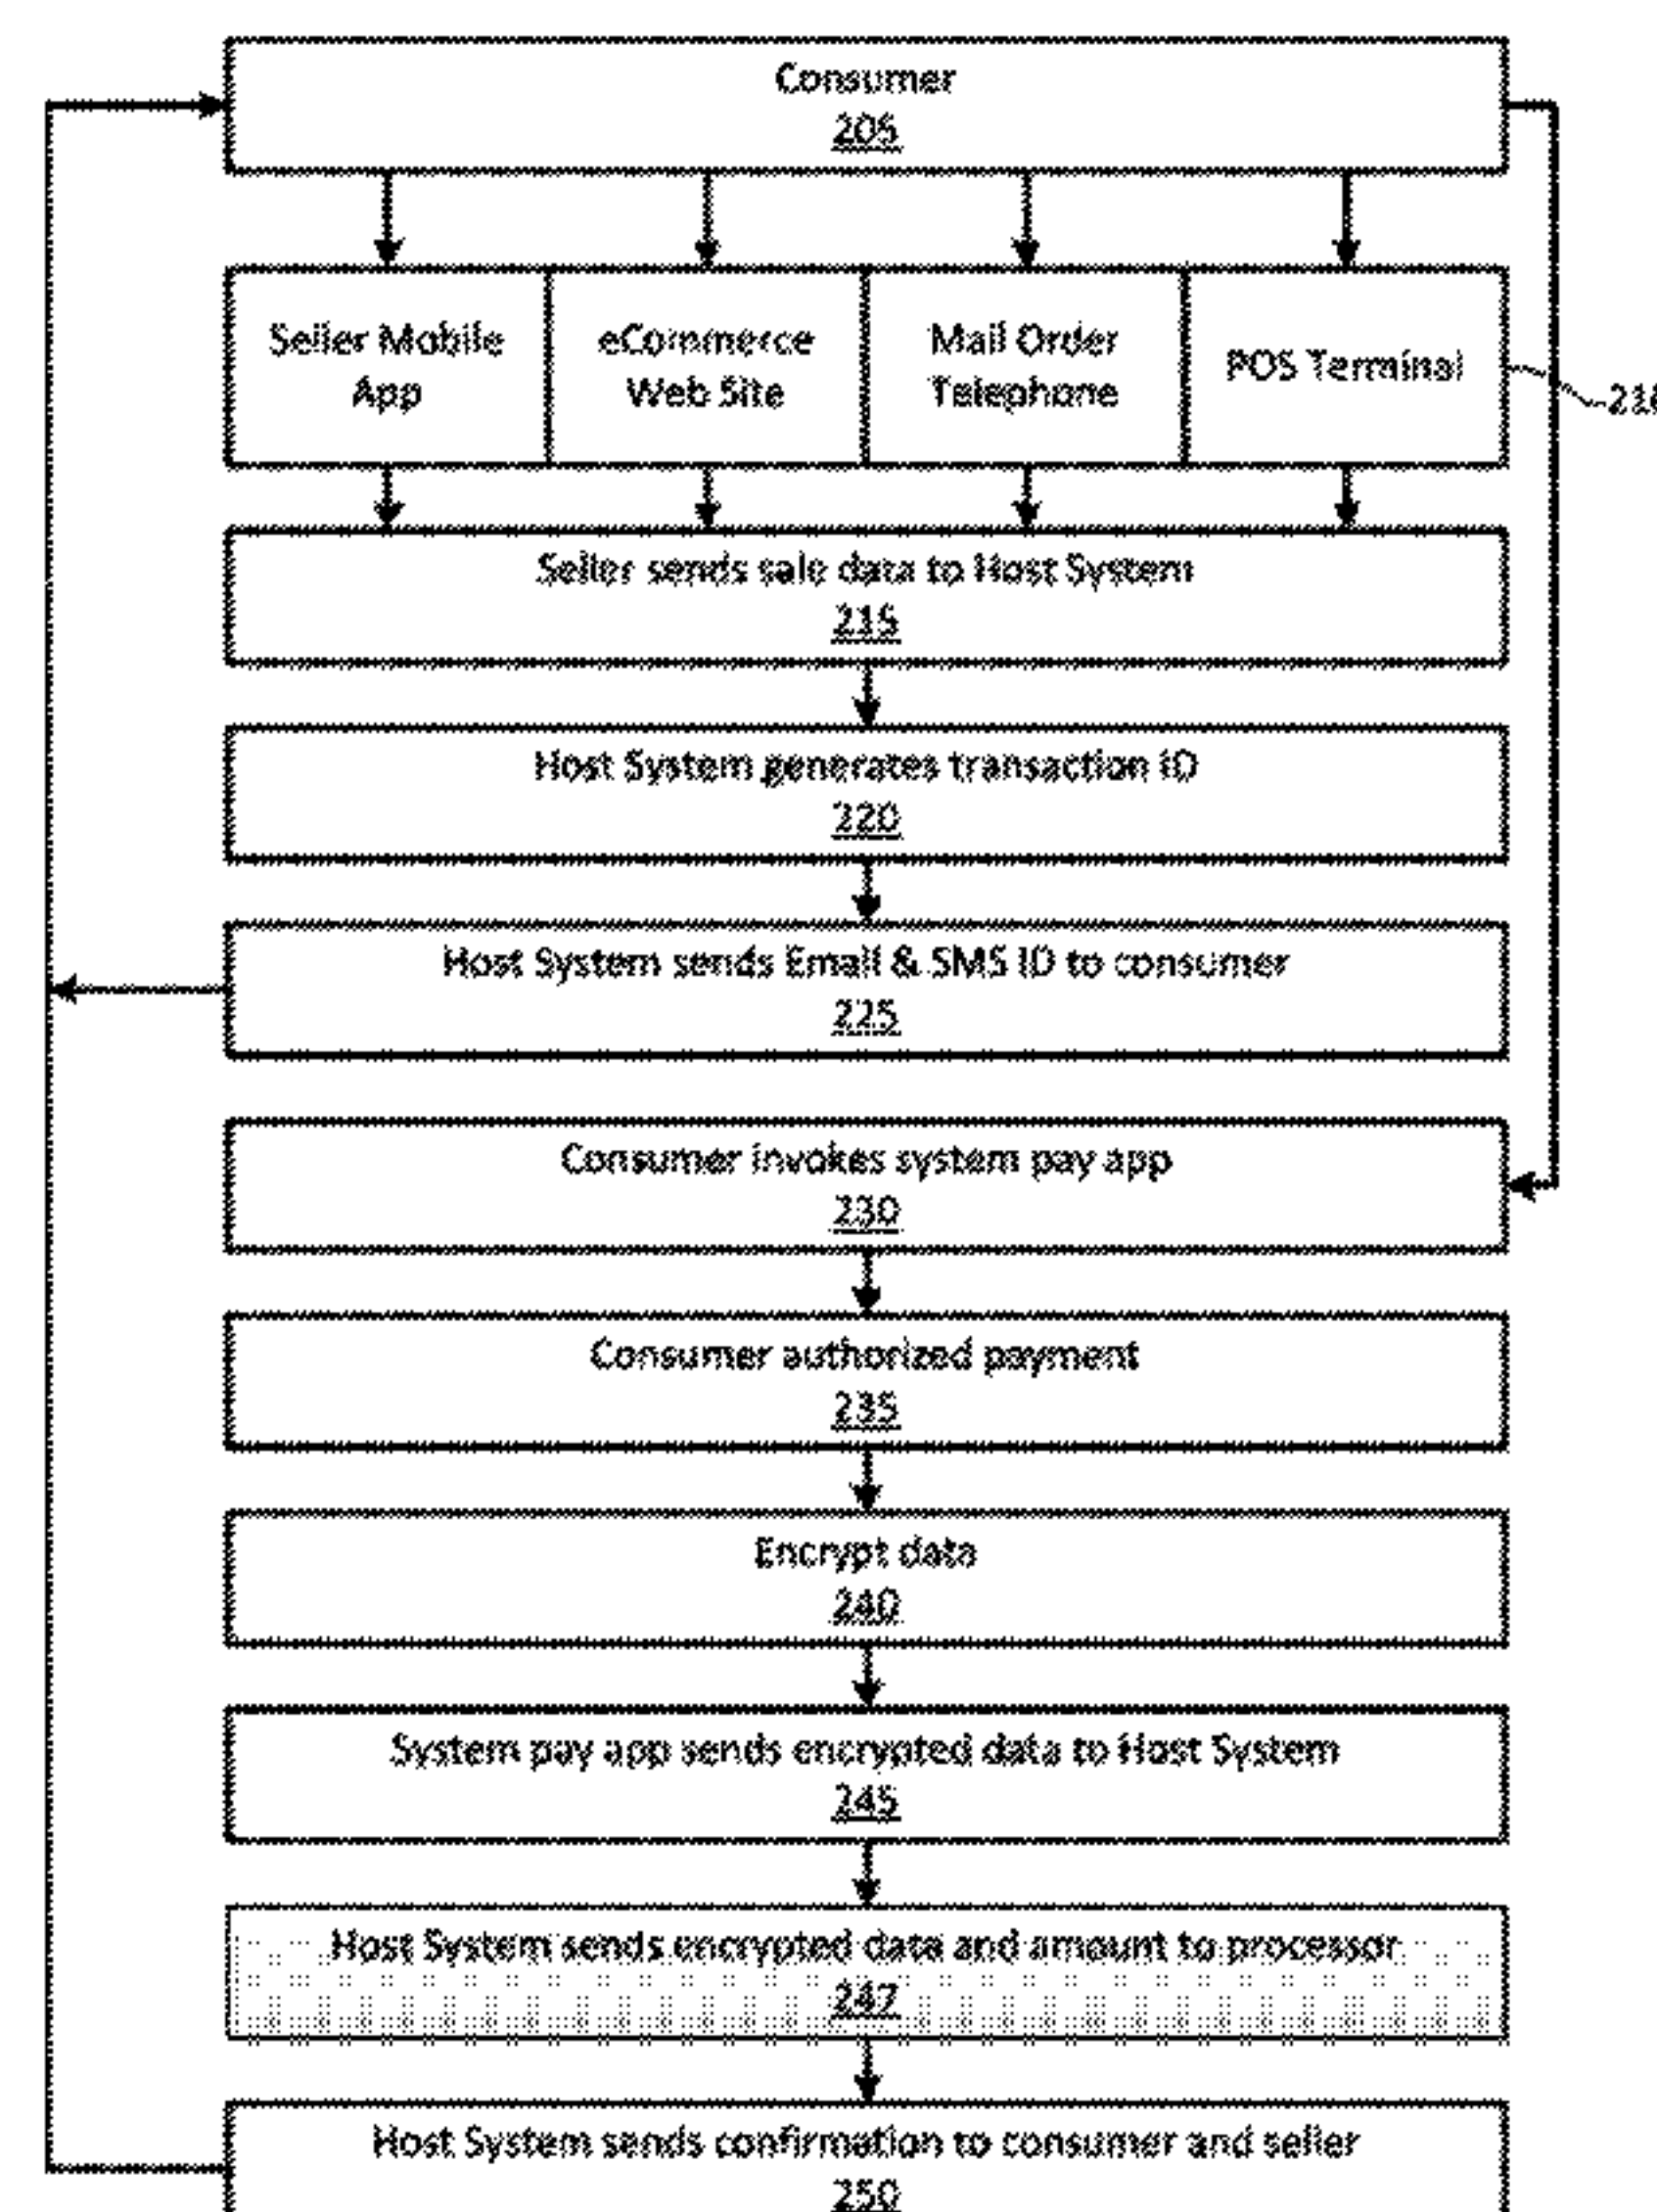 Consumer
205
Seller Mobile
App
eCommerce
Web Site
Mail Order
Telephone
POS Terminal
Seller sends sale data to Host System
215
Host System generates transaction ID
220
Host System sends Email & SMS ID to consumer
225
Consumer invokes system pay app
230
Consumer authorized payment
235
Encrypt data
240
System pay app sends encrypted data to Host System
245
Host System sends encrypted data and amount to processor
247
Host System sends confirmation to consumer and seller
250